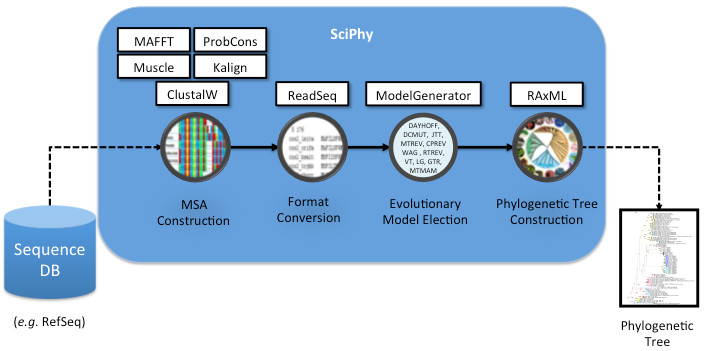 SciPhy
MAFFT
ProbCons
Muscle
Kalign
ClustalW
ReadSeq
ModelGenerator
RAxML
DAYHOFF,
DCMUT, JTT,
MTREV, CPREV
WAG , RTREV,
VT, LG, GTR,
MTMAM
MSA
Construction
Format
Conversion
Evolutionary
Model Election
Phylogenetic Tree
Construction
Sequence
DB
(e.g. RefSeq)
Phylogenetic
Tree